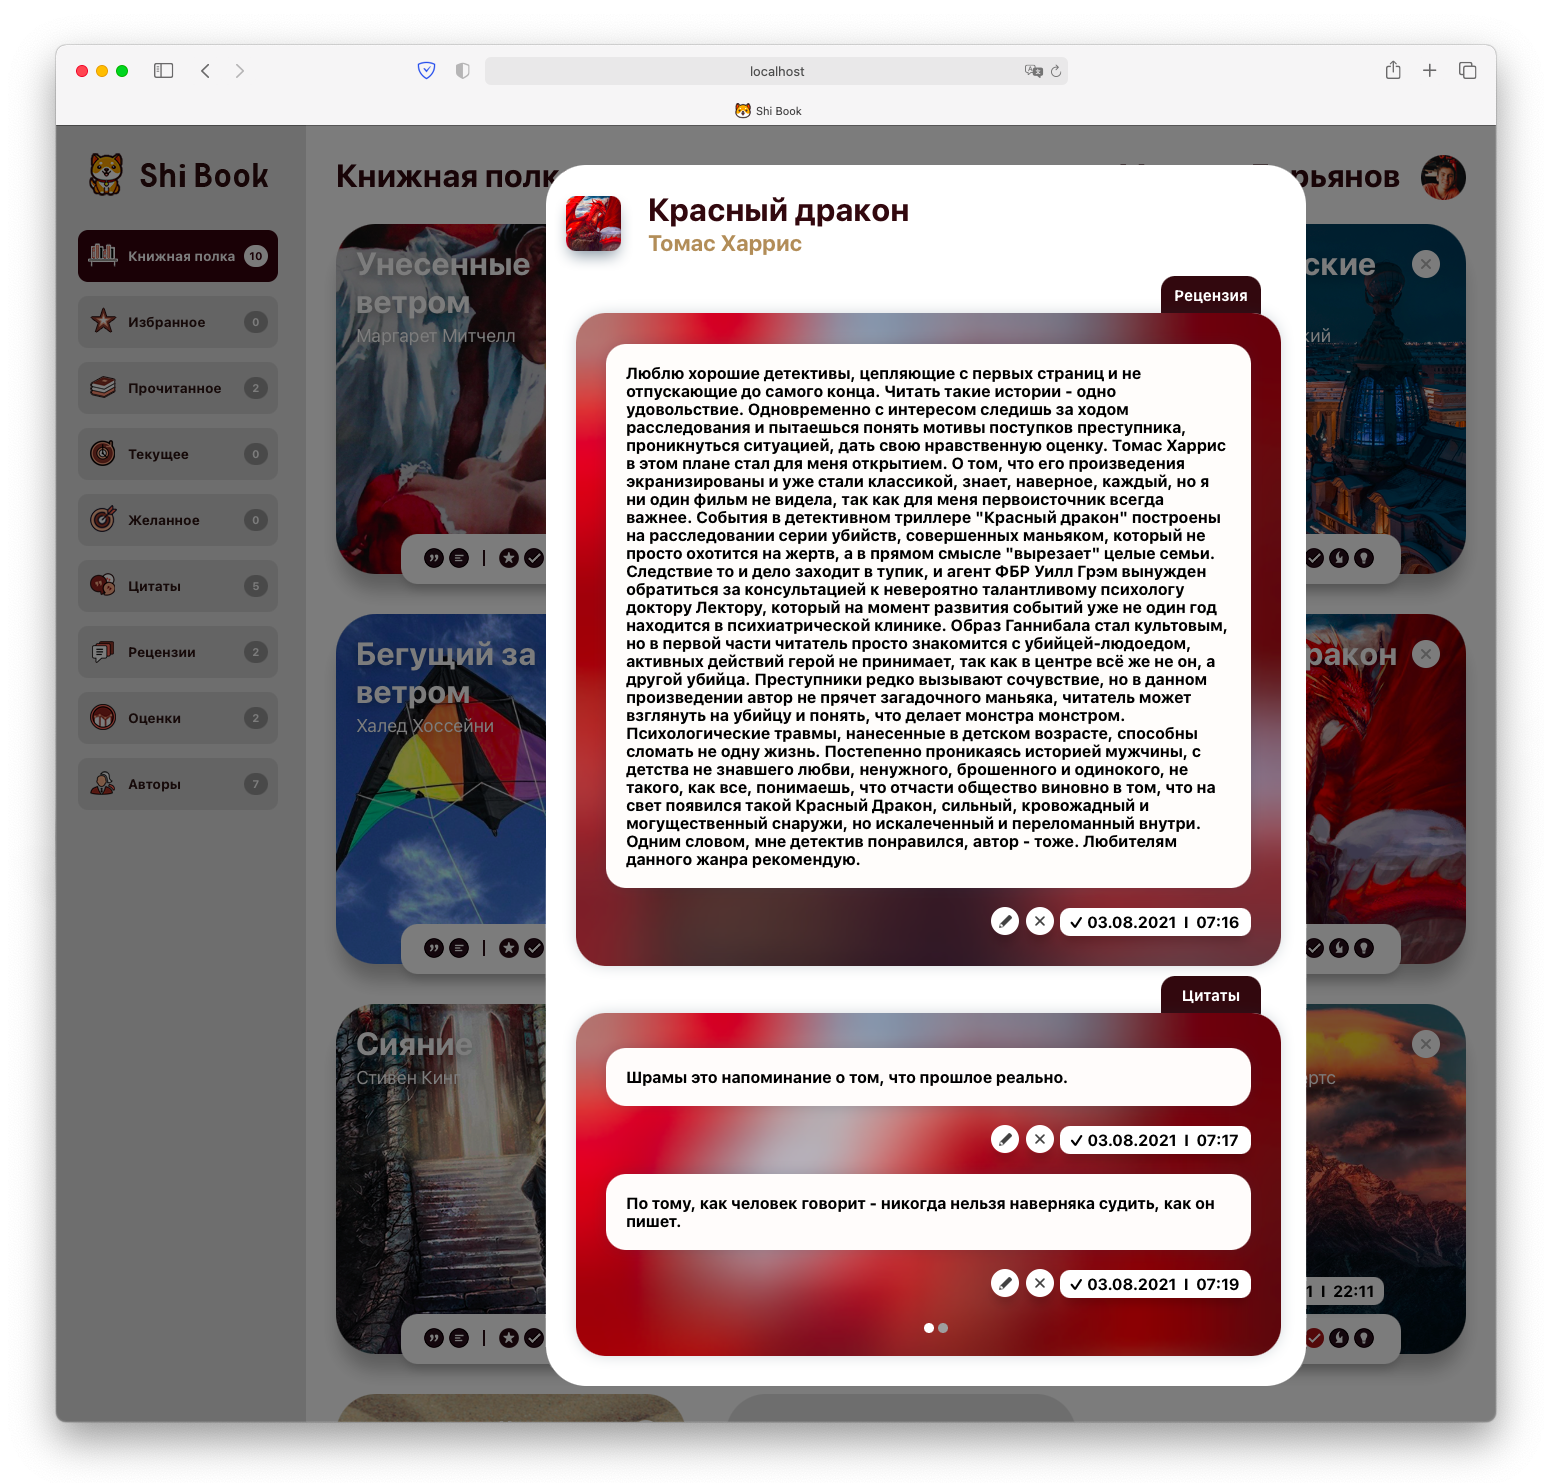 localhost
Shi Book
Shi Book
Книжная полка 10
Избранное 0
Прочитанное 2
Текущее 0
Желанное 0
Цитаты 5
Рецензии 2
Оценки 2
Авторы 7
Книжная
Унесенные
ветром
Маргарет Митчелл
Бегущий за
ветром
Халед Хоссейни
Сияние
Стивен Кинг
Красный дракон
Томас Харрис
Рецензия
Люблю хорошие детективы, цепляющие с первых страниц и не
отпускающие до самого конца. Читать такие истории - одно
удовольствие. Одновременно с интересом следишь за ходом
расследования и пытаешься понять мотивы поступков преступника,
проникнуться ситуацией, дать свою нравственную оценку. Томас Харрис
в этом плане стал для меня открытием. О том, что его произведения
экранизированы и уже стали классикой, знает, наверное, каждый, но я
ни один фильм не видела, так как для меня первоисточник всегда
важнее. События в детективном триллере "Красный дракон" построены
на расследовании серии убийств, совершенных маньяком, который не
просто охотится на жертв, а в прямом смысле "вырезает" целые семьи.
Следствие то и дело заходит в тупик, и агент ФБР Уилл Грэм вынужден
обратиться за консультацией к невероятно талантливому психологу
доктору Лектору, который на момент развития событий уже не один год
находится в психиатрической клинике. Образ Ганнибала стал культовым,
но в первой части читатель просто знакомится с убийцей-людоедом,
активных действий герой не принимает, так как в центре всё же не он, а
другой убийца. Преступники редко вызывают сочувствие, но в данном
произведении автор не прячет загадочного маньяка, читатель может
взглянуть на убийцу и понять, что делает монстра монстром.
Психологические травмы, нанесенные в детском возрасте, способны
сломать не одну жизнь. Постепенно проникаясь историей мужчины, с
детства не знавшего любви, ненужного, брошенного и одинокого, не
такого, как все, понимаешь, что отчасти общество виновно в том, что на
свет появился такой Красный Дракон, сильный, кровожадный и
могущественный снаружи, но искалеченный и переломанный внутри.
Одним словом, мне детектив понравился, автор - тоже. Любителям
данного жанра рекомендую.
03.08.2021 I 07:16
Цитаты
Шрамы это напоминание о том, что прошлое реально.
03.08.2021 I 07:17
По тому, как человек говорит - никогда нельзя наверняка судить, как он
пишет.
03.08.2021 I 07:19
1 I 22:11